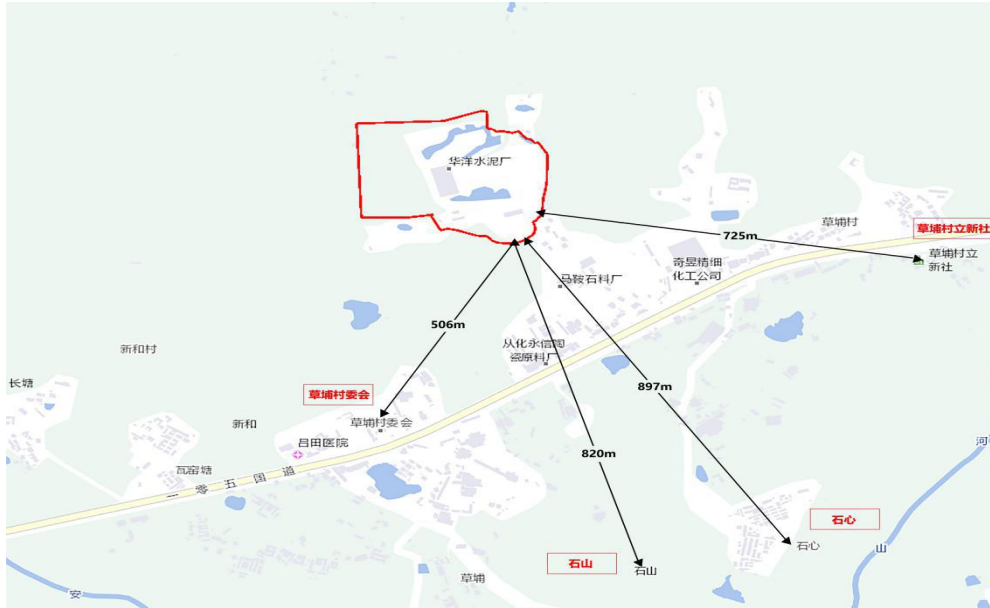 华洋水泥厂
草埔村
草埔村立新社
725m
草埔村立
新社
奇昱精细
化工公司
马鞍石料厂
506m
从化永信陶
瓷原料厂
新和村
长塘
897m
草埔村委会
草埔村委会
新和
吕田医院
河
820m
瓦窑塘
一零五国道
石心
石心
山
石山
石山
草埔
安